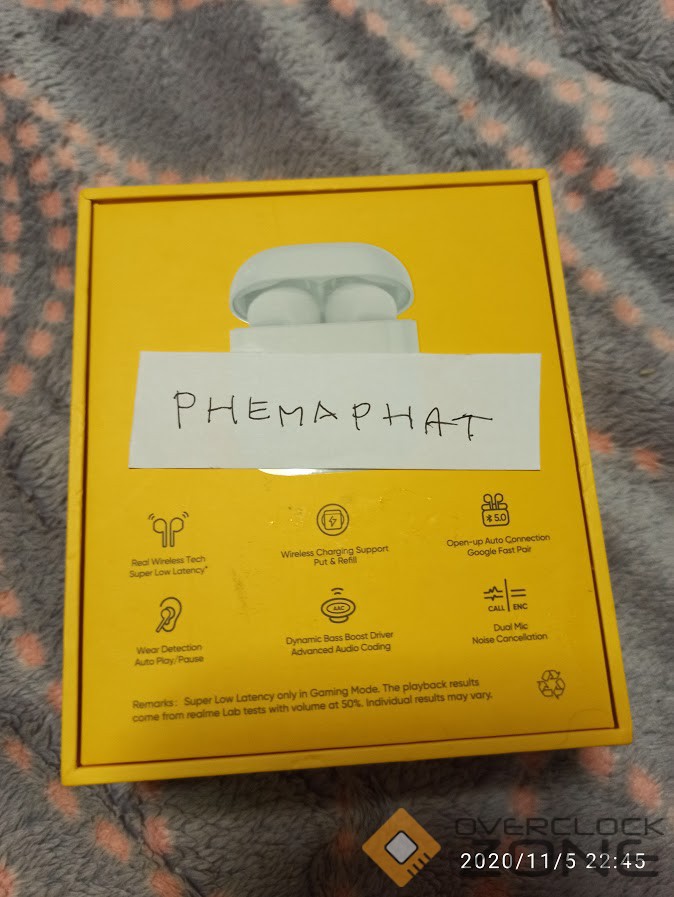 PHEMAPHAT
Real Wireless Tech
Super Low Latency*
Wireless Charging Support
Put & Refill
5.0
Open-up Auto Connection
Google Fast Pair
Wear Detection
Auto Play/Pause
AAC
Dynamic Bass Boost Driver
Advanced Audio Coding
CALL ENC
Dual Mic
Noise Cancellation
Remarks: Super Low Latency only in Gaming Mode. The playback results
come from realme Lab tests with volume at 50%. Individual results may vary.
OVERCLOCK
ZONE
2020/11/5 22:45